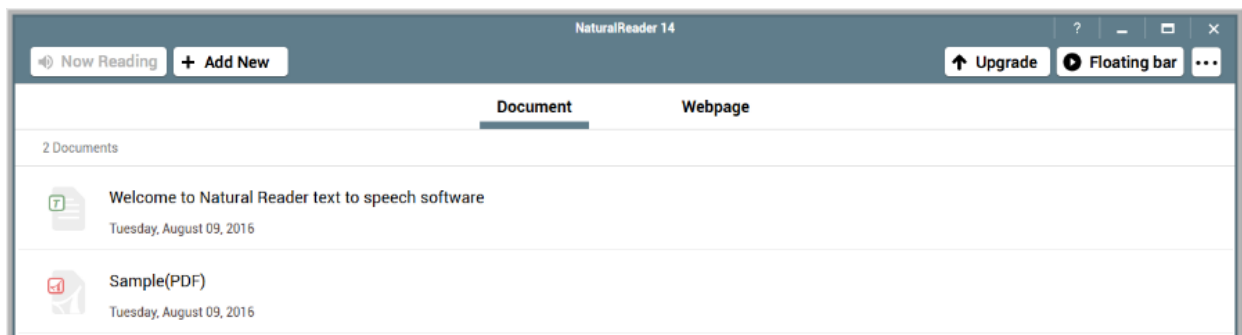 NaturalReader 14
?
Now Reading + Add New Upgrade Floating bar ...
Document Webpage
2 Documents
T
Welcome to Natural Reader text to speech software
Tuesday, August 09, 2016
Sample(PDF)
Tuesday, August 09, 2016